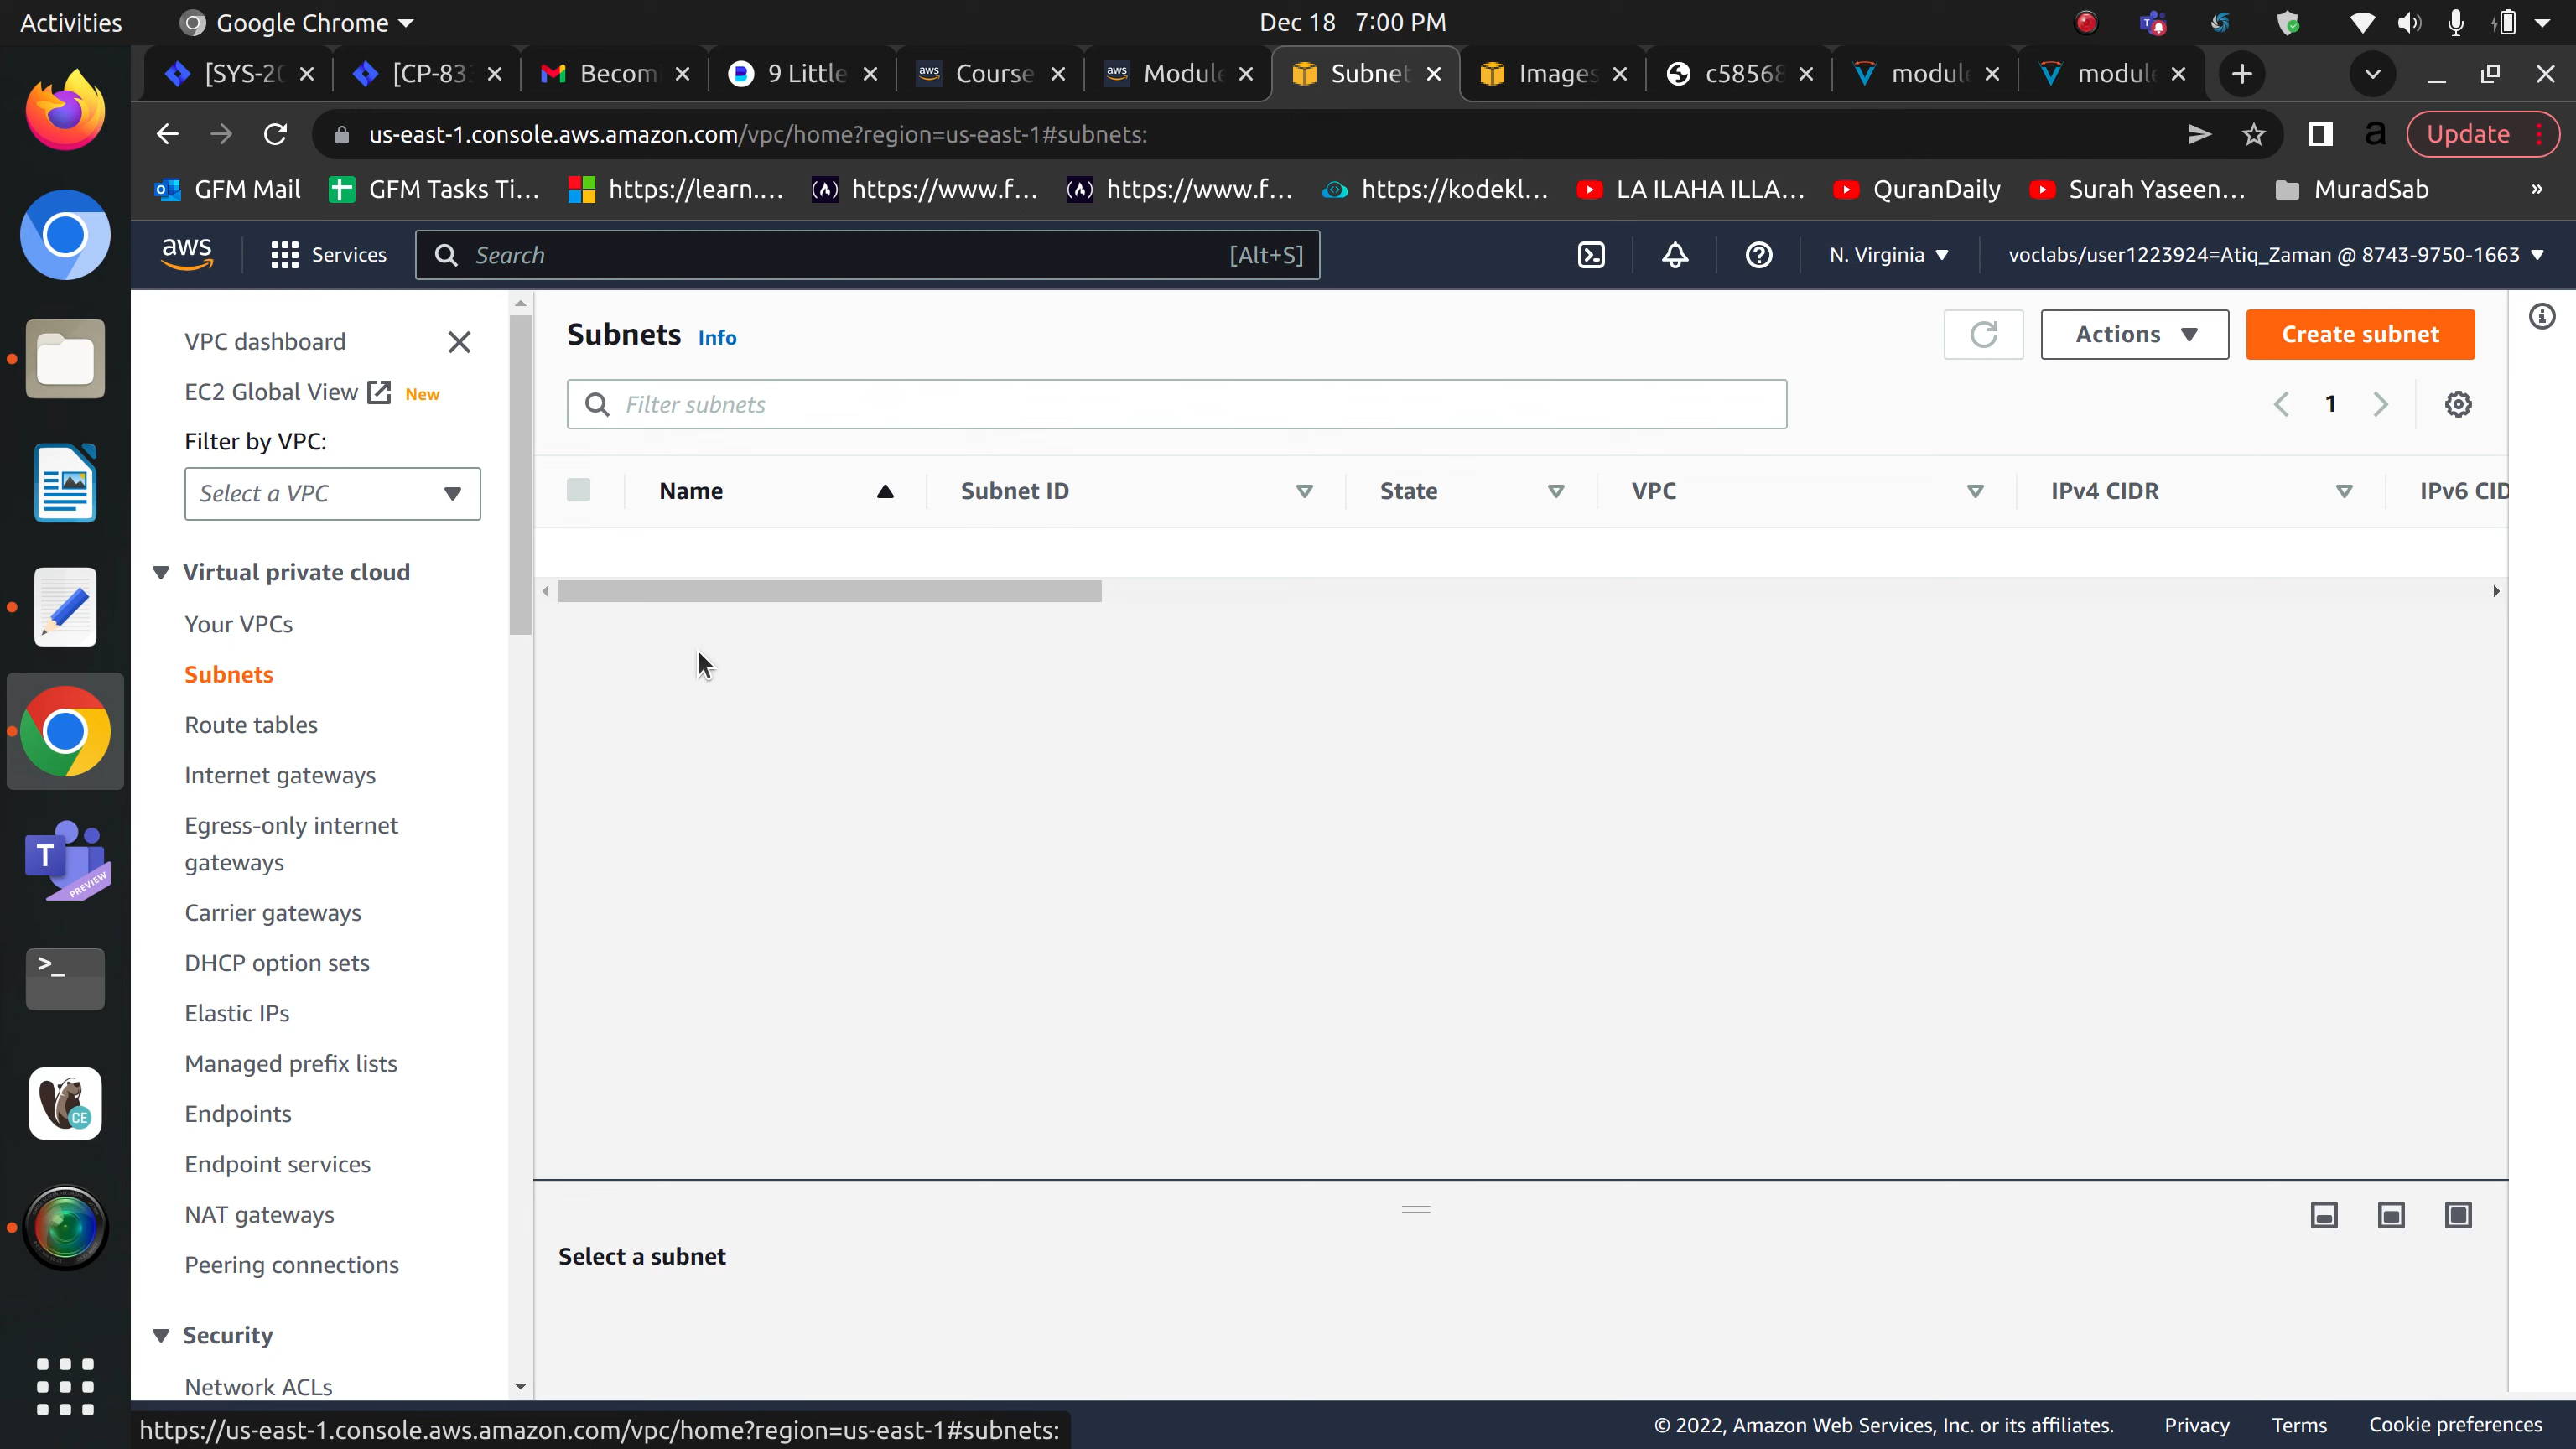 Activities
Google Chrome
Dec 18 7:00 PM
[SYS-20
[CP-83
Becom
9 Little
aws
Course
aws
Module
Subnet
Images
c58568
module
module
us-east-1.console.aws.amazon.com/vpc/home?region=us-east-1#subnets:
a
Update
GFM Mail
GFM Tasks Ti...
https://learn....
https://www.f...
https://www.f...
https://kodekl...
LA ILAHA ILLA...
QuranDaily
Surah Yaseen...
MuradSab
»
aws
Services
Search
[Alt+S]
N. Virginia
voclabs/user1223924=Atiq_Zaman @ 8743-9750-1663
VPC dashboard
EC2 Global View New
Filter by VPC:
Select a VPC
Virtual private cloud
Your VPCs
Subnets
Route tables
Internet gateways
Egress-only internet
gateways
Carrier gateways
DHCP option sets
Elastic IPs
Managed prefix lists
Endpoints
Endpoint services
NAT gateways
Peering connections
Security
Network ACLs
Subnets Info
Actions
Create subnet
Filter subnets
1
Name
Subnet ID
State
VPC
IPv4 CIDR
IPv6 CID
Select a subnet
T
PREVIEW
>_
CE
https://us-east-1.console.aws.amazon.com/vpc/home?region=us-east-1#subnets:
© 2022, Amazon Web Services, Inc. or its affiliates.
Privacy
Terms
Cookie preferences